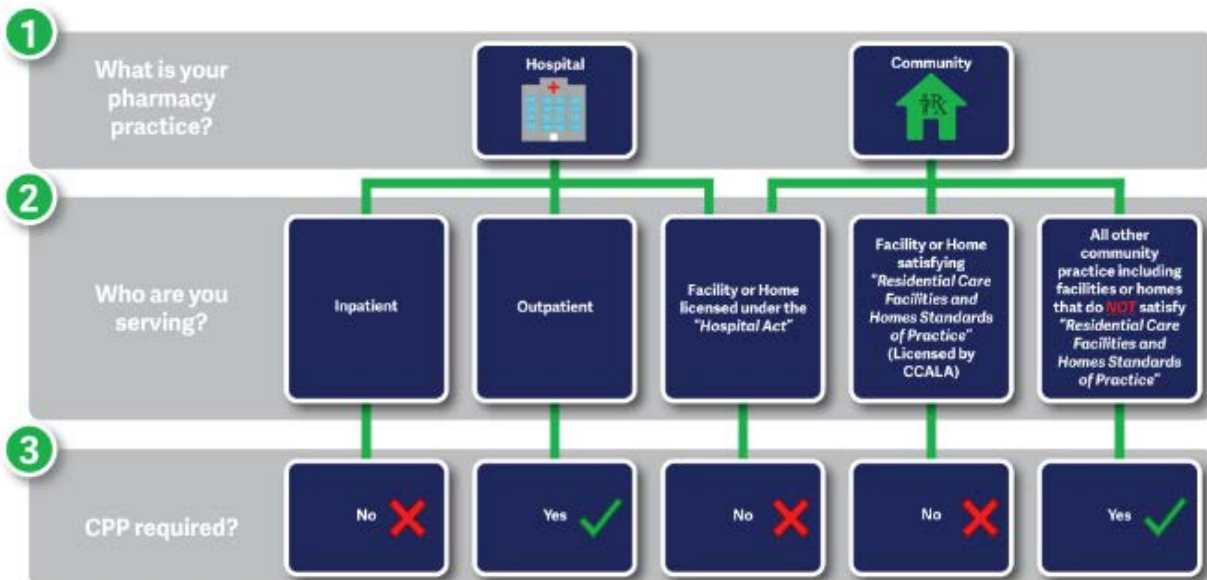 1
What is your
pharmacy
practice?
Hospital
Community
℞
2
Who are you
serving?
Inpatient
Outpatient
Facility or Home
licensed under the
"Hospital Act"
Facility or Home
satisfying
"Residential Care
Facilities and
Homes Standards
of Practice"
(Licensed by
CCALA)
All other
community
practice including
facilities or homes
that do NOT satisfy
"Residential Care
Facilities and
Homes Standards
of Practice"
3
CPP required?
No
Yes
No
No
Yes